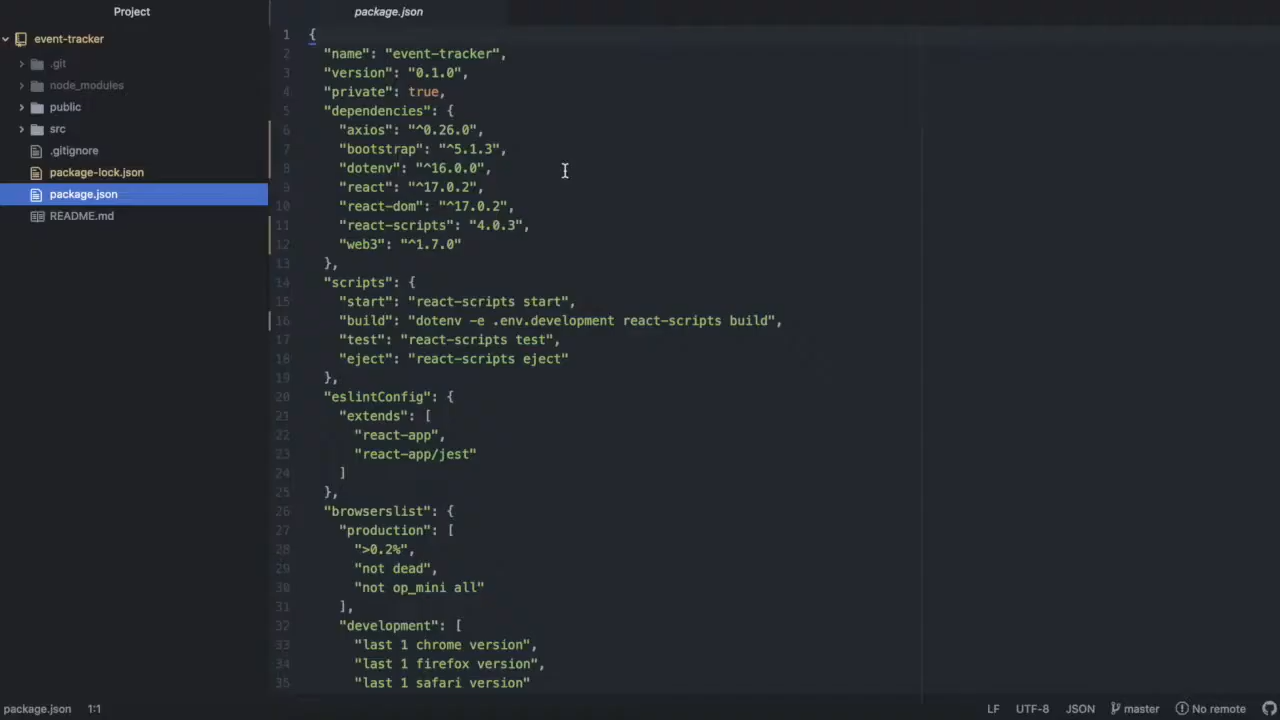 Project
event-tracker
.git
node_modules
public
src
.gitignore
package-lock.json
package.json
README.md
package.json
1 {
2 "name": "event-tracker",
3 "version": "0.1.0",
4 "private": true,
5 "dependencies": {
6 "axios": "^0.26.0",
7 "bootstrap": "^5.1.3",
8 "dotenv": "^16.0.0",
9 "react": "^17.0.2",
10 "react-dom": "^17.0.2",
11 "react-scripts": "4.0.3",
12 "web3": "^1.7.0"
13 },
14 "scripts": {
15 "start": "react-scripts start",
16 "build": "dotenv -e .env.development react-scripts build",
17 "test": "react-scripts test",
18 "eject": "react-scripts eject"
19 },
20 "eslintConfig": {
21 "extends": [
22 "react-app",
23 "react-app/jest"
24 ]
25 },
26 "browserslist": {
27 "production": [
28 ">0.2%",
29 "not dead",
30 "not op_mini all"
31 ],
32 "development": [
33 "last 1 chrome version",
34 "last 1 firefox version",
35 "last 1 safari version"
package.json 1:1 LF UTF-8 JSON master No remote